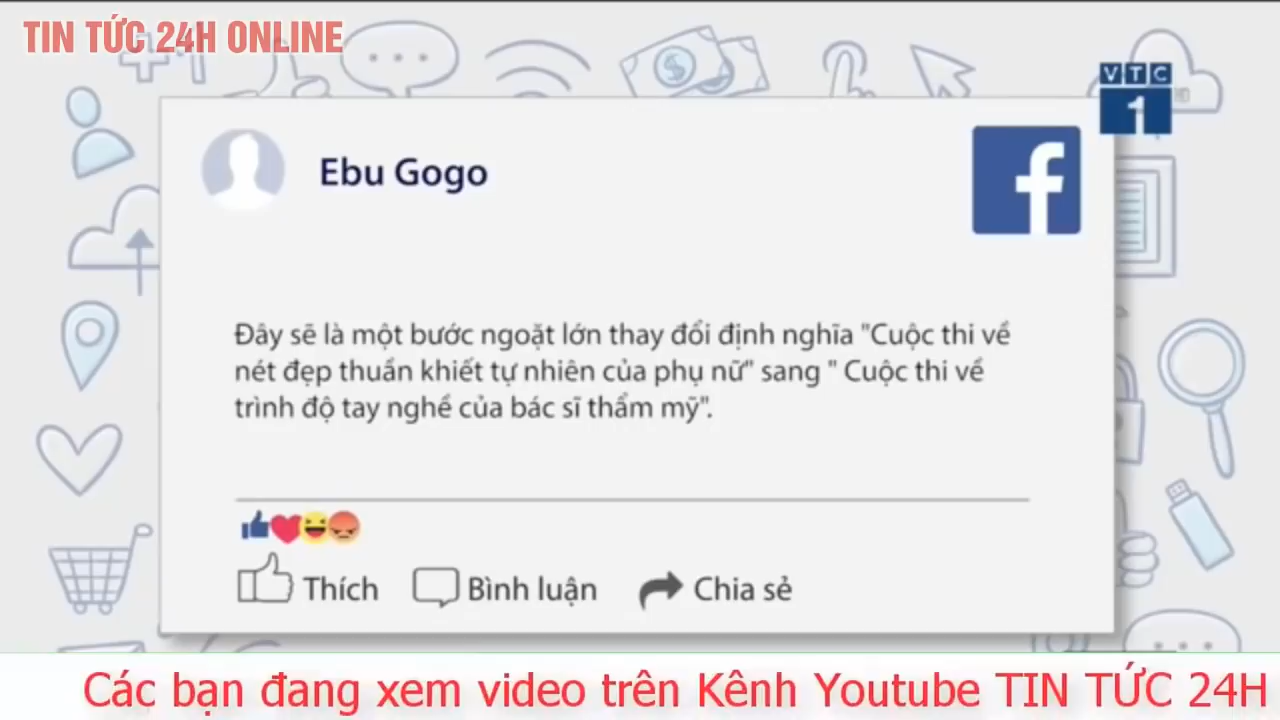 TIN TỨC 24H ONLINE
VTC
1
Ebu Gogo
f
Đây sẽ là một bước ngoặt lớn thay đổi định nghĩa "Cuộc thi về
nét đẹp thuần khiết tự nhiên của phụ nữ" sang " Cuộc thi về
trình độ tay nghề của bác sĩ thẩm mỹ".
Thích
Bình luận
Chia sẻ
Các bạn đang xem video trên Kênh Youtube TIN TỨC 24H